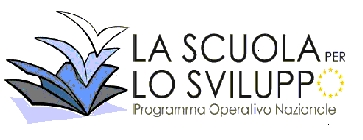 LA SCUOLA PER
LO SVILUPPO
Programma Operativo Nazionale